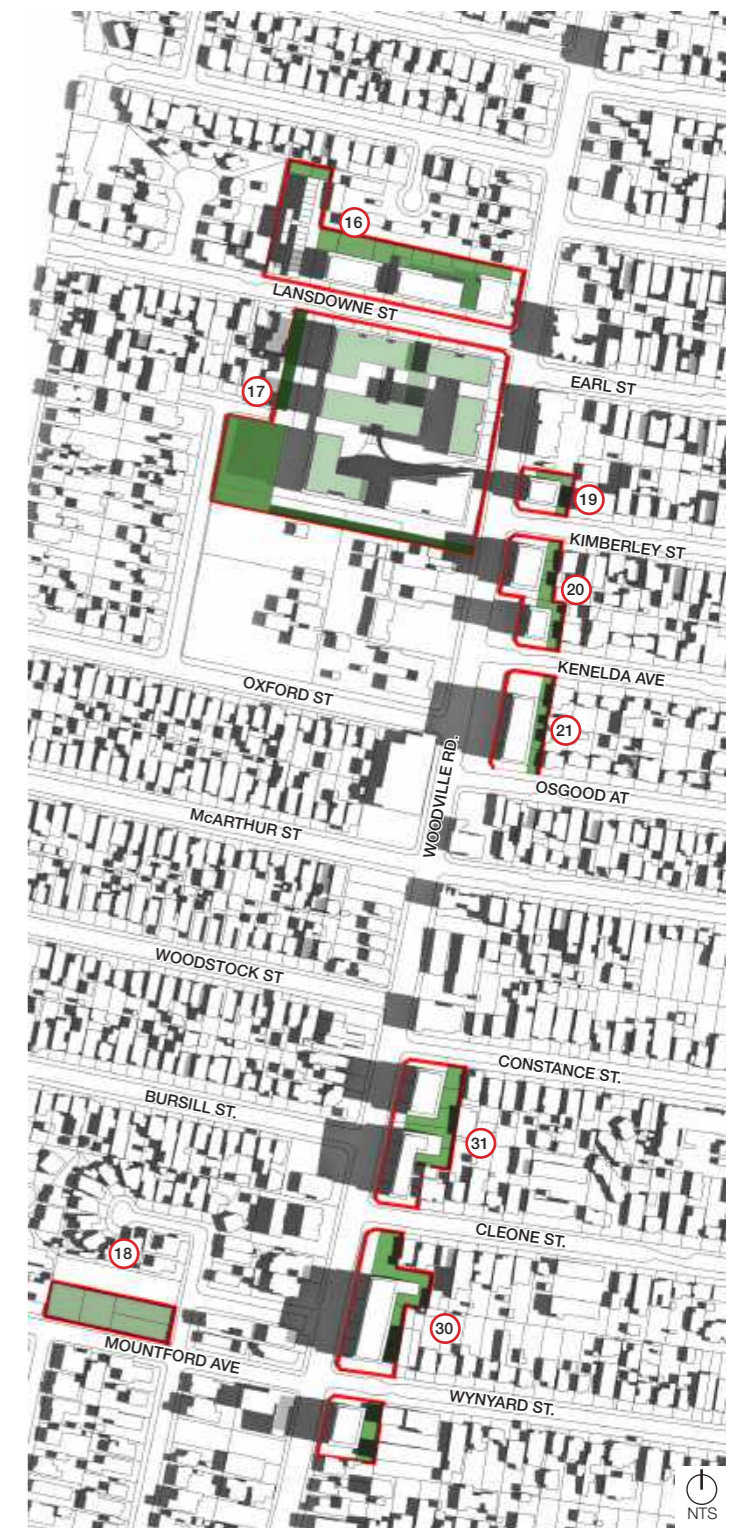 16
LANSDOWNE ST
EARL ST
17
19
KIMBERLEY ST
20
KENELDA AVE
OXFORD ST
21
WOODVILLE RD.
OSGOOD AT
McARTHUR ST
WOODSTOCK ST
CONSTANCE ST.
BURSILL ST.
31
CLEONE ST.
18
30
MOUNTFORD AVE
WYNYARD ST.
NTS